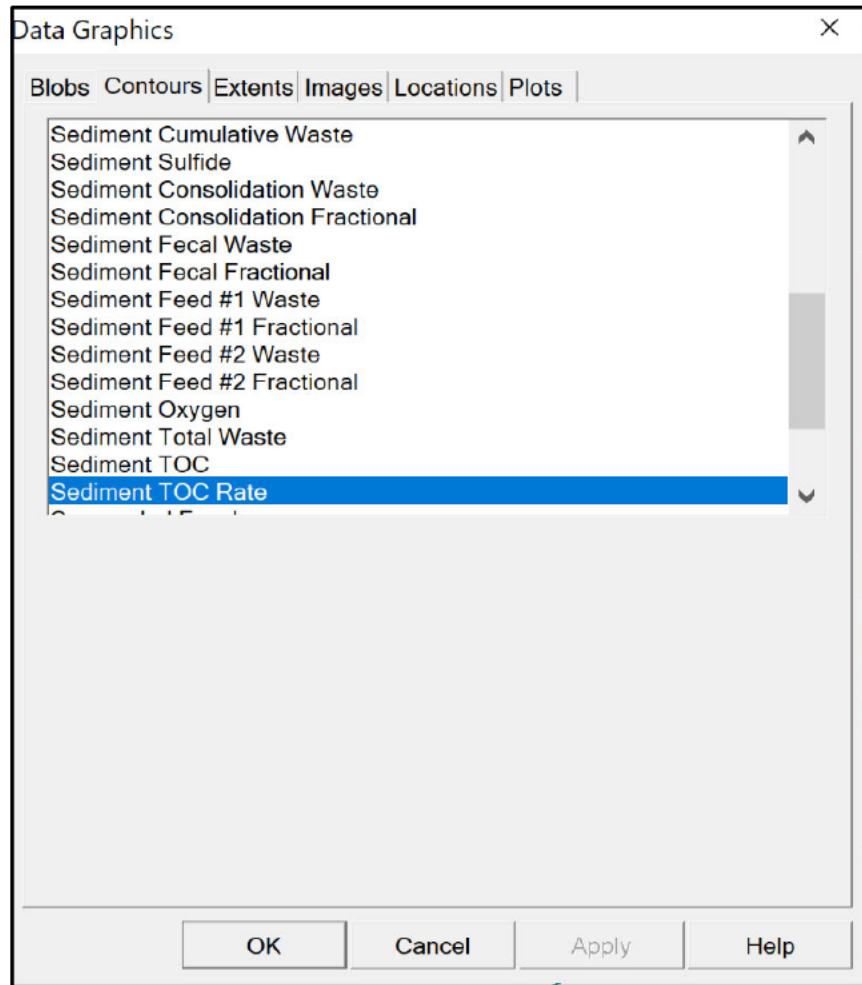 Data Graphics
Blobs Contours Extents Images Locations Plots
Sediment Cumulative Waste
Sediment Sulfide
Sediment Consolidation Waste
Sediment Consolidation Fractional
Sediment Fecal Waste
Sediment Fecal Fractional
Sediment Feed #1 Waste
Sediment Feed #1 Fractional
Sediment Feed #2 Waste
Sediment Feed #2 Fractional
Sediment Oxygen
Sediment Total Waste
Sediment TOC
Sediment TOC Rate
OK Cancel Apply Help